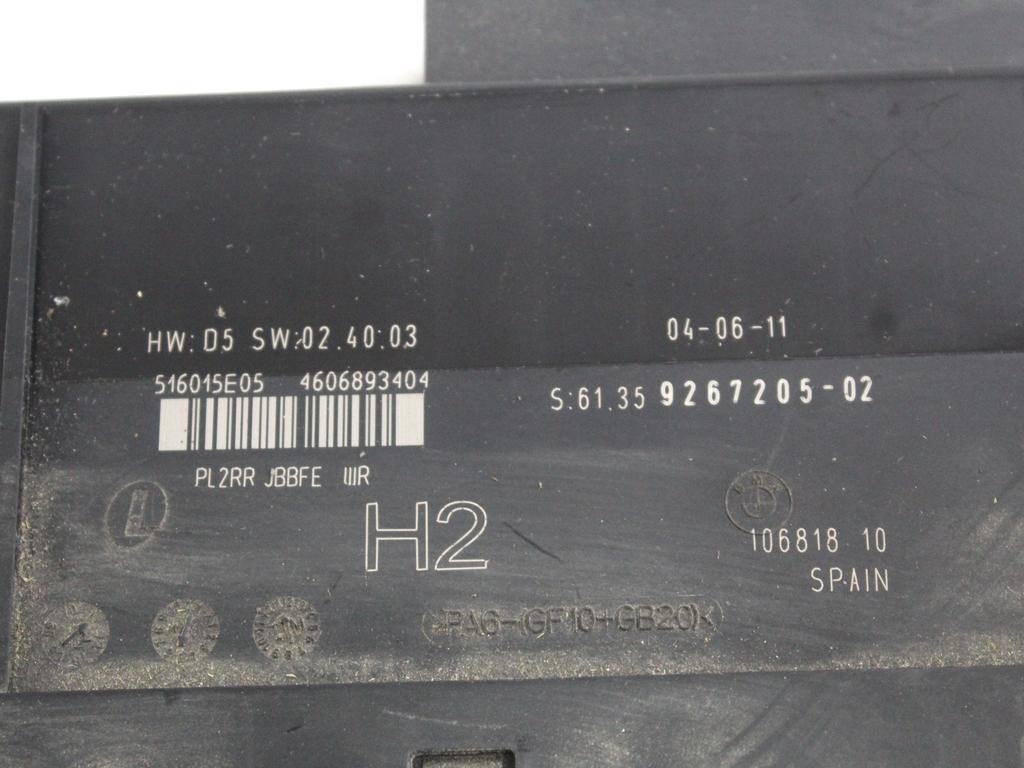 HW: D5 SW:02.40.03
04-06-11
516015E05 4606893404
S:61.35 9267205-02
PL2RR JBBFE
H2
106818 10
SPAIN
>PA6-(GF10+GB20)<